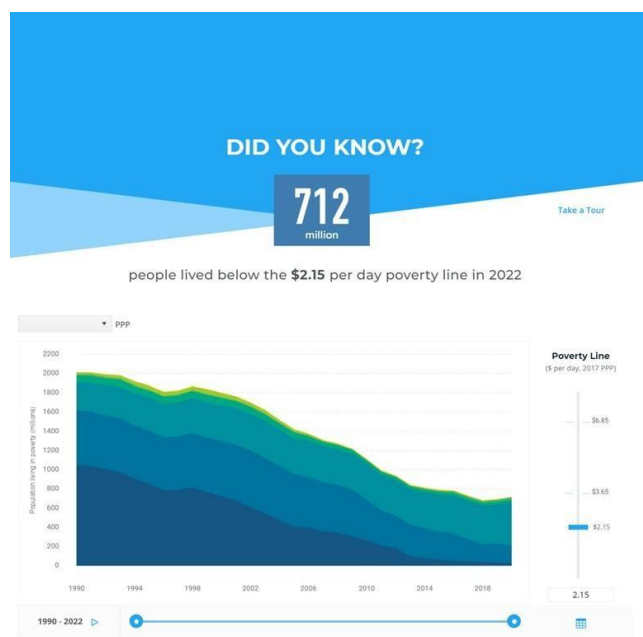 DID YOU KNOW?
712
million
Take a Tour
people lived below the $2.15 per day poverty line in 2022
PPP
Poverty Line
($ per day, 2017 PPP)
$6.85
$3.65
$2.15
2.15
Population living in poverty (millions)
2200
2000
1800
1600
1400
1200
1000
800
600
400
200
0
1990 1994 1998 2002 2006 2010 2014 2018
1990 - 2022